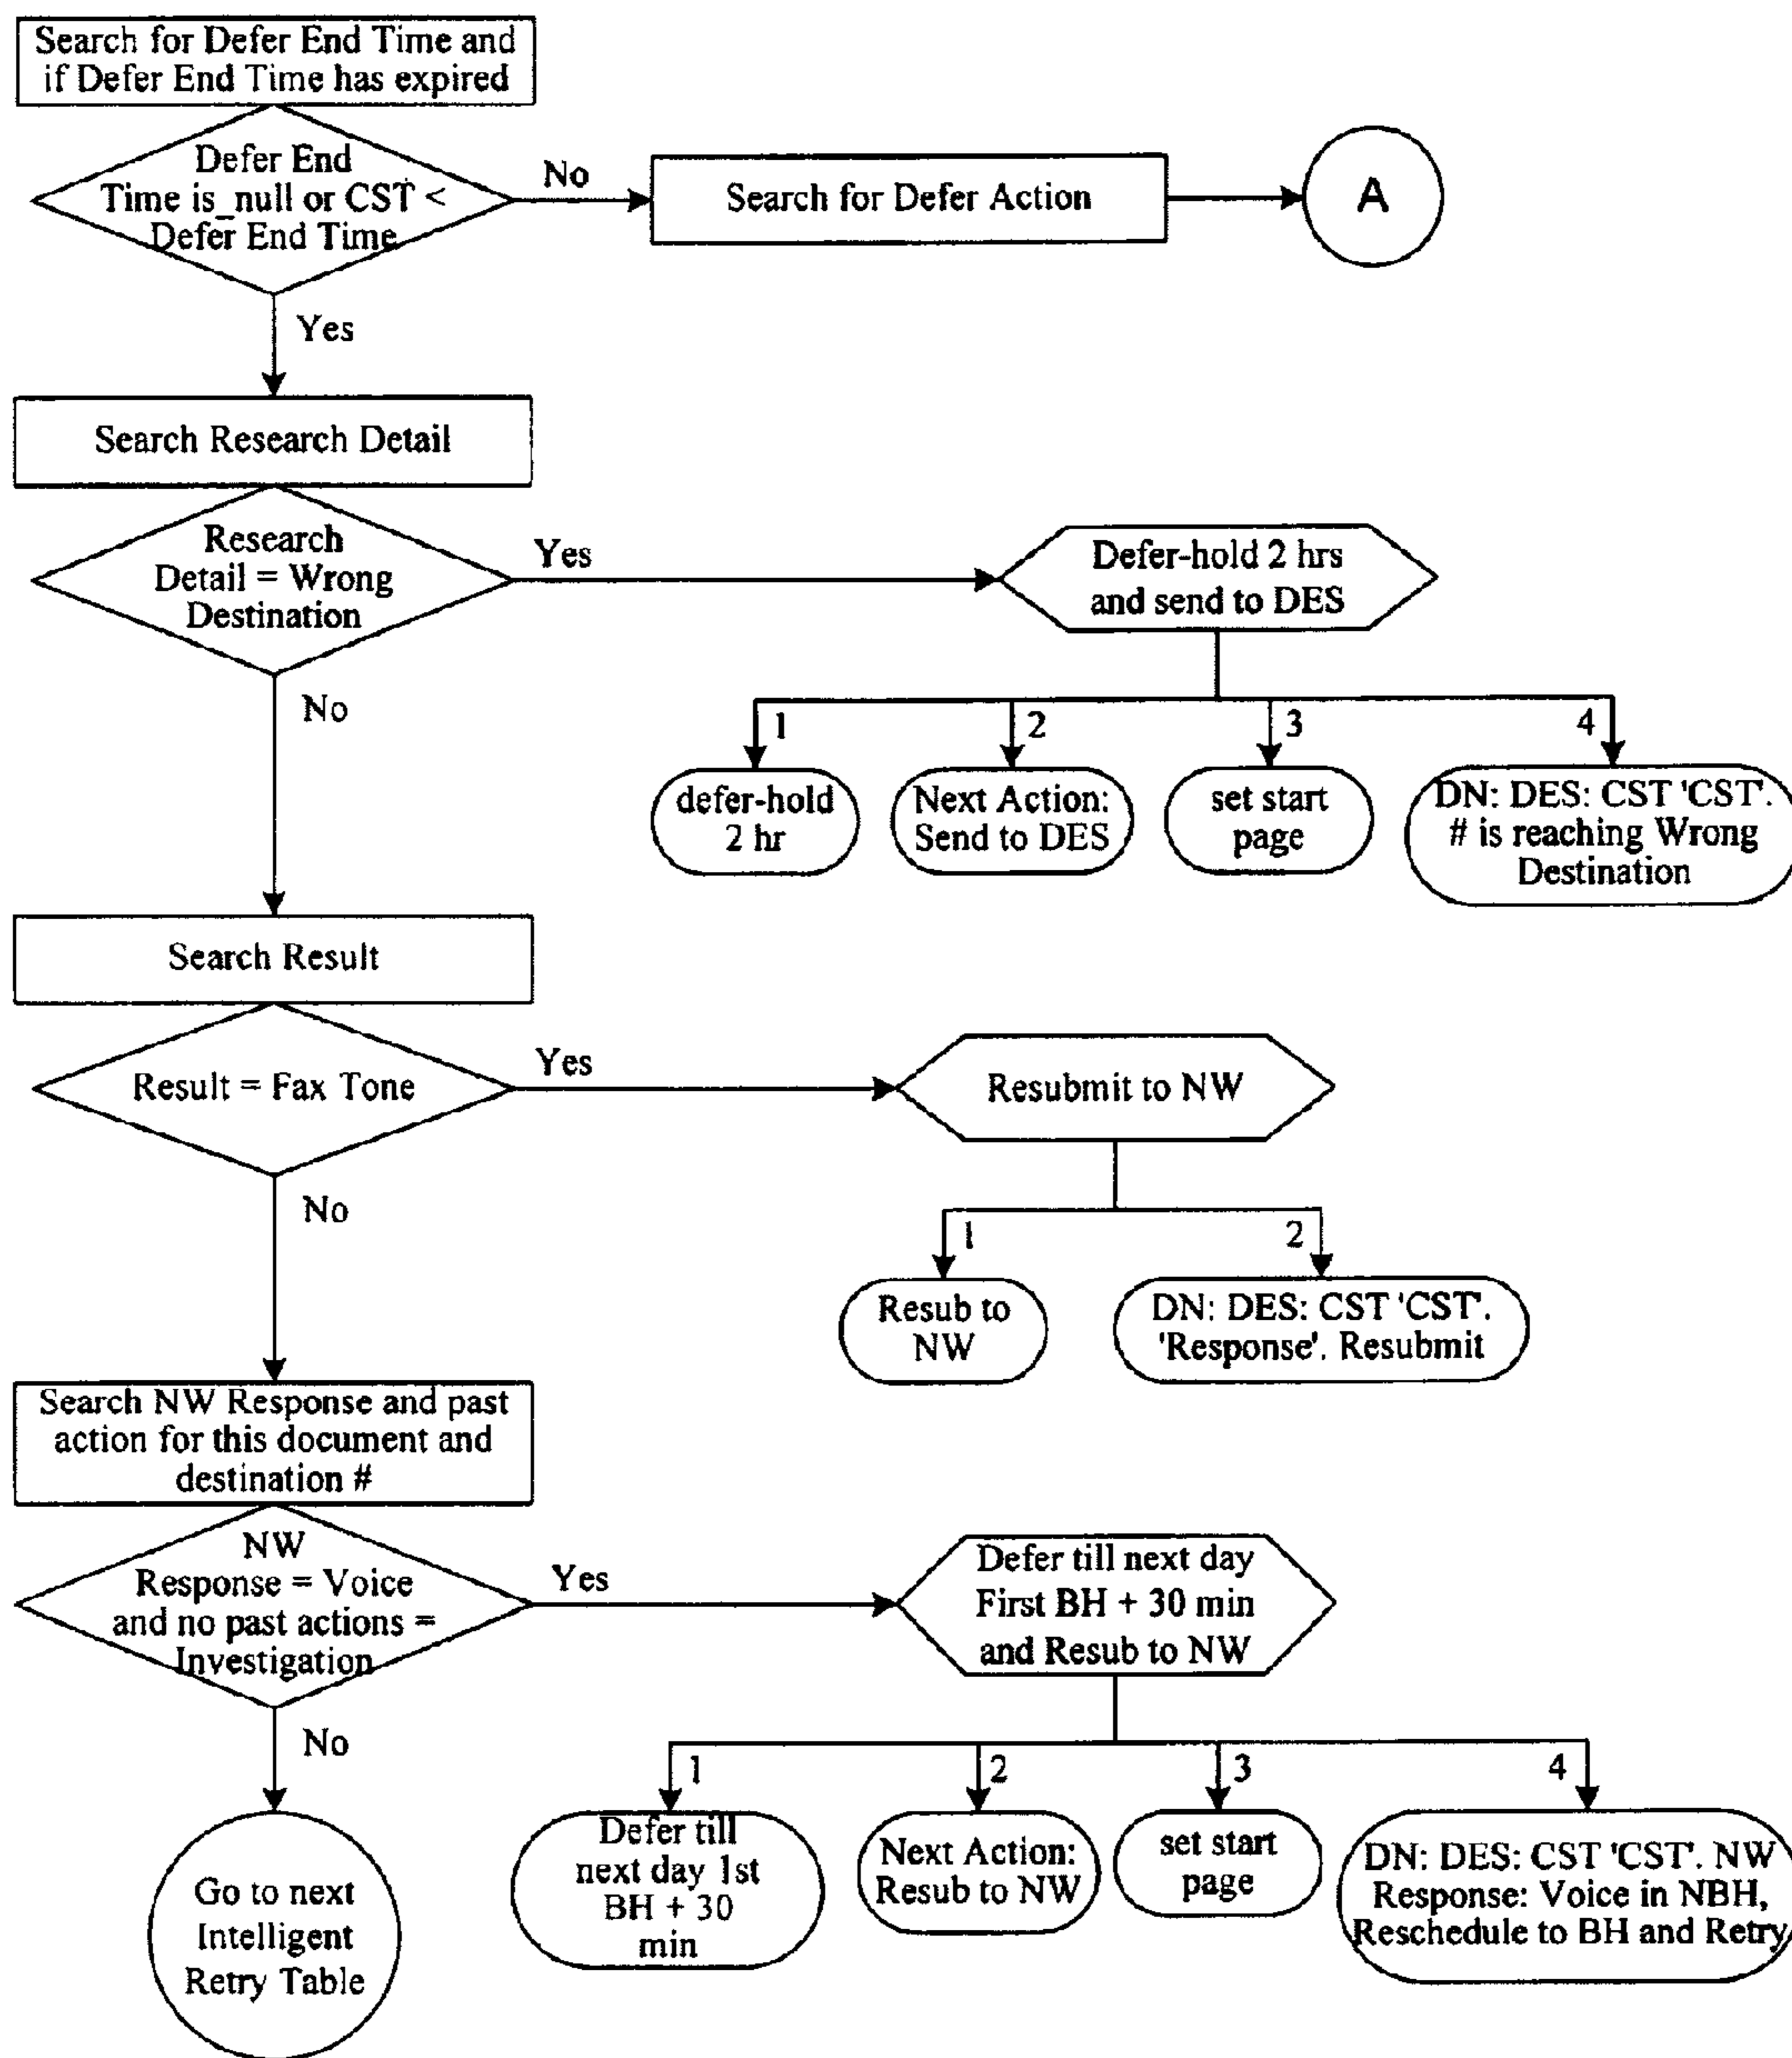 Search for Defer End Time and
if Defer End Time has expired
Defer End
Time is_null or CST <
Defer End Time
No
Search for Defer Action
A
Yes
Search Research Detail
Research
Detail = Wrong
Destination
Yes
Defer-hold 2 hrs
and send to DES
No
1
2
3
4
defer-hold
2 hr
Next Action:
Send to DES
set start
page
DN: DES: CST 'CST'.
# is reaching Wrong
Destination
Search Result
Result = Fax Tone
Yes
Resubmit to NW
No
1
2
Resub to
NW
DN: DES: CST 'CST'.
'Response'. Resubmit
Search NW Response and past
action for this document and
destination #
NW
Response = Voice
and no past actions =
Investigation
Yes
Defer till next day
First BH + 30 min
and Resub to NW
No
1
2
3
4
Defer till
next day 1st
BH + 30
min
Next Action:
Resub to NW
set start
page
DN: DES: CST 'CST'. NW
Response: Voice in NBH,
Reschedule to BH and Retry
Go to next
Intelligent
Retry Table